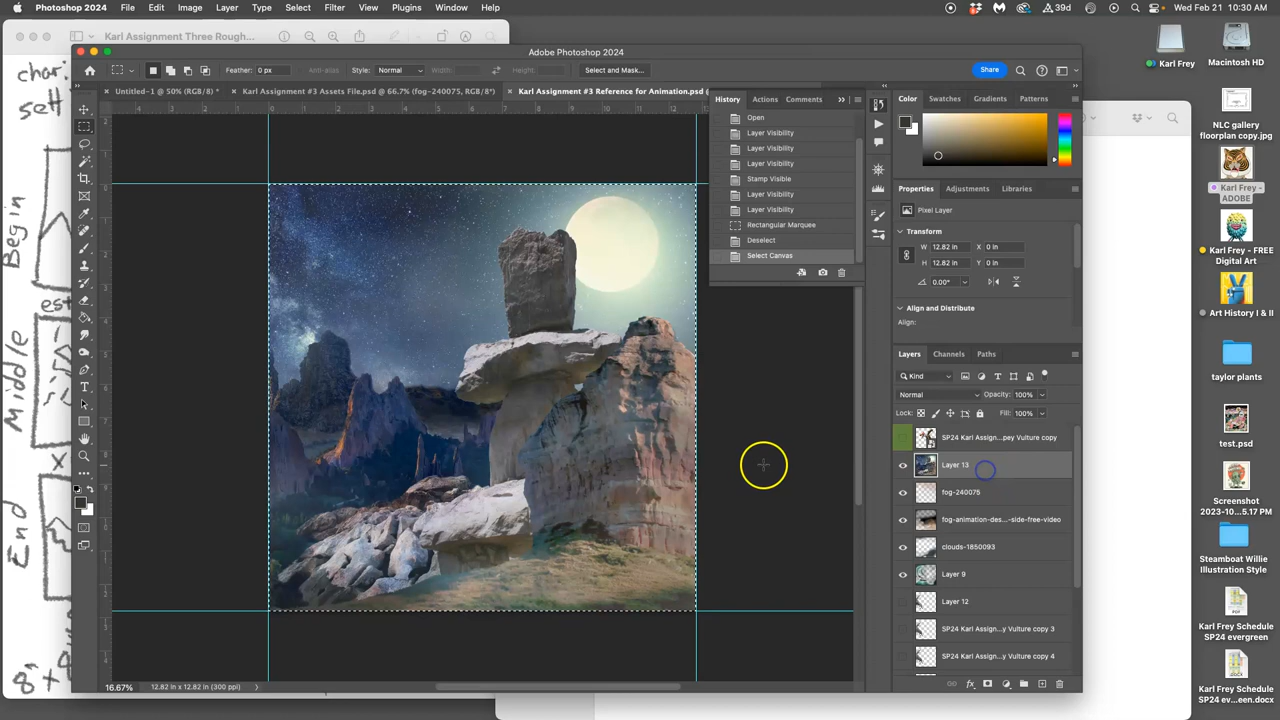 Photoshop 2024 File Edit Image Layer Type Select Filter View Plugins Window Help 39d Wed Feb 21 10:30 AM
Karl Assignment Three Rough...
Adobe Photoshop 2024
Feather: 0 px Anti-alias Style: Normal Width: Height: Select and Mask... Share
Untitled-1 @ 50% (RGB/8) * Karl Assignment #3 Assets File.psd @ 66.7% (fog-240075, RGB/8*) Karl Assignment #3 Reference for Animation.psd @
History Actions Comments
Open
Layer Visibility
Layer Visibility
Layer Visibility
Stamp Visible
Layer Visibility
Layer Visibility
Rectangular Marquee
Deselect
Select Canvas
Color Swatches Gradients Patterns
Properties Adjustments Libraries
Pixel Layer
Transform
W 12.82 in X 0 in
H 12.82 in Y 0 in
0.00°
Align and Distribute
Align:
Layers Channels Paths
Kind
Normal Opacity: 100%
Lock: Fill: 100%
SP24 Karl Assign...pey Vulture copy
Layer 13
fog-240075
fog-animation-des...-side-free-video
clouds-1850093
Layer 9
Layer 12
SP24 Karl Assign...y Vulture copy 3
SP24 Karl Assign...y Vulture copy 4
16.67% 12.82 in x 12.82 in (300 ppi)
char.
Begin
Middle
End
Karl Frey
Macintosh HD
NLC gallery
floorplan copy.jpg
Karl Frey -
ADOBE
Karl Frey - FREE
Digital Art
Art History I & II
taylor plants
test.psd
Screenshot
2023-10...5.17 PM
Steamboat Willie
Illustration Style
Karl Frey Schedule
SP24 evergreen
Karl Frey Schedule
SP24 ev...een.docx